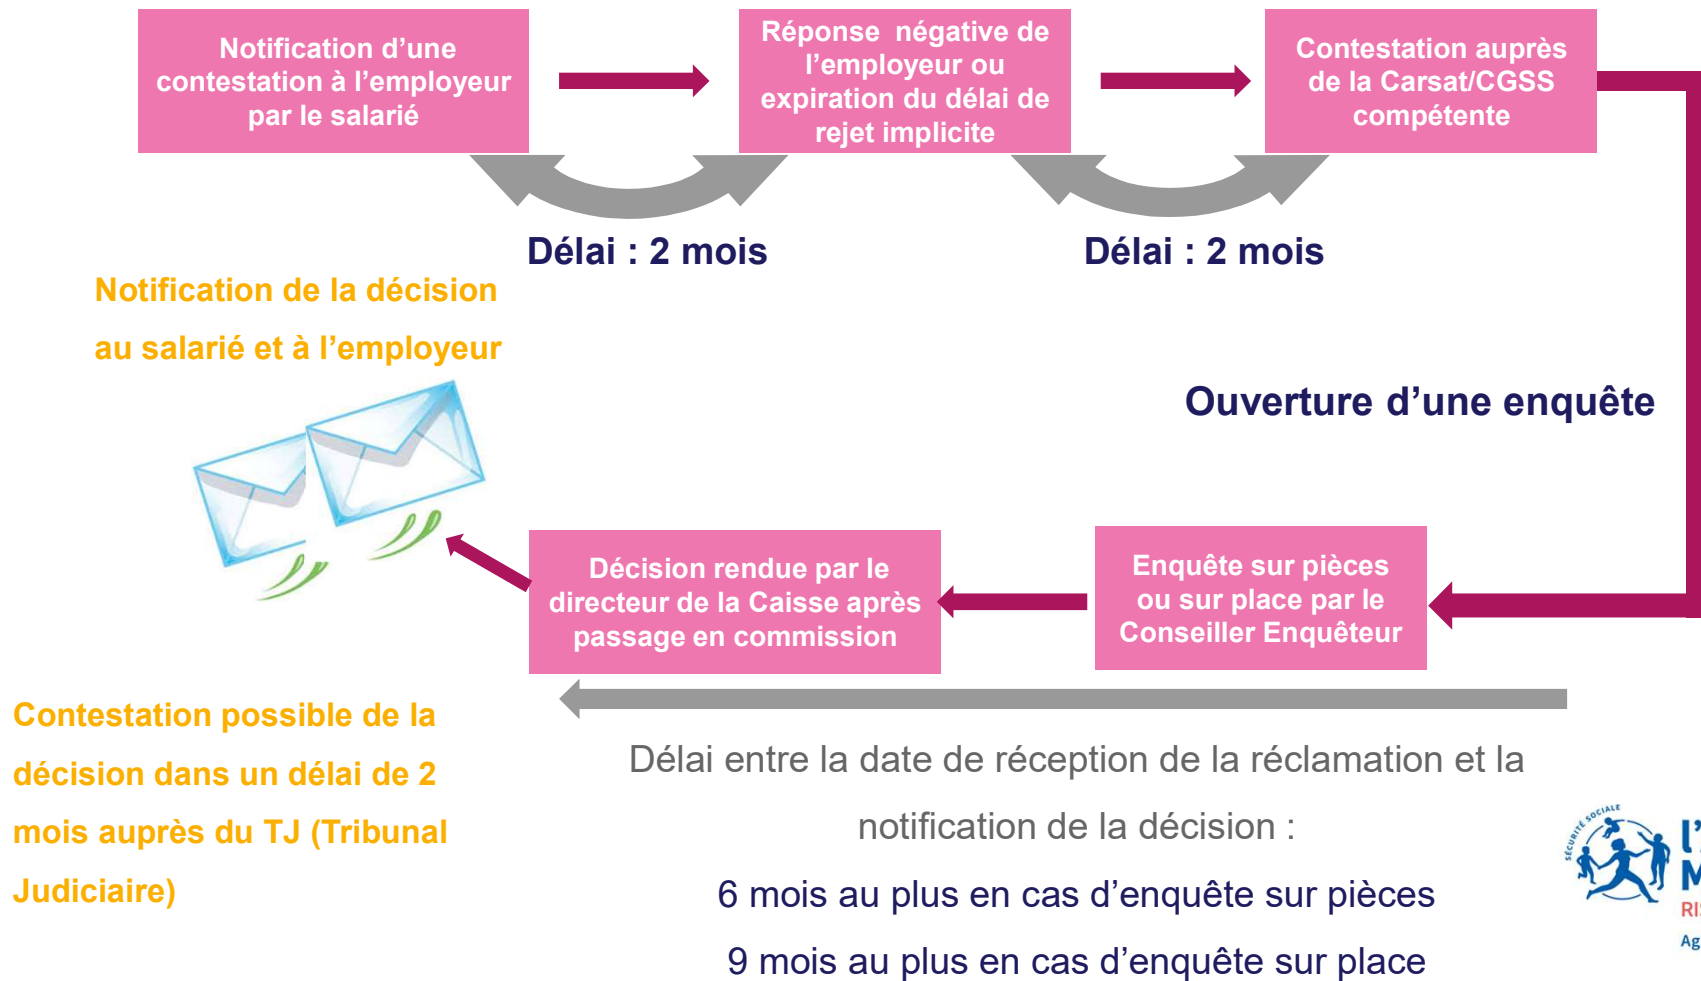 Notification d’une
contestation à l’employeur
par le salarié
Réponse négative de
l’employeur ou
expiration du délai de
rejet implicite
Contestation auprès
de la Carsat/CGSS
compétente
Délai : 2 mois
Délai : 2 mois
Notification de la décision
au salarié et à l’employeur
Ouverture d’une enquête
Décision rendue par le
directeur de la Caisse après
passage en commission
Enquête sur pièces
ou sur place par le
Conseiller Enquêteur
Contestation possible de la
décision dans un délai de 2
mois auprès du TJ (Tribunal
Judiciaire)
Délai entre la date de réception de la réclamation et la
notification de la décision :
6 mois au plus en cas d’enquête sur pièces
9 mois au plus en cas d’enquête sur place
SÉCURITÉ SOCIALE